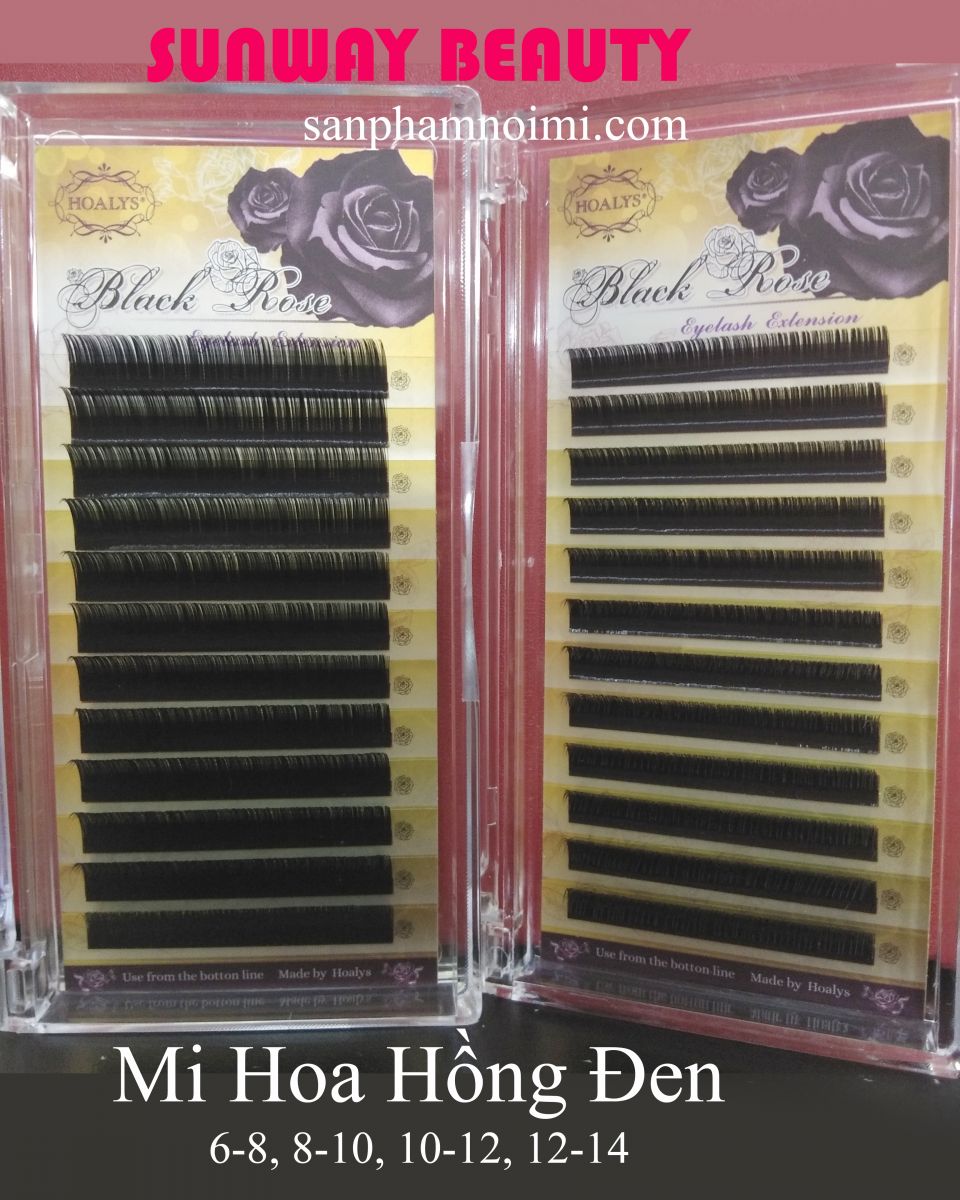 SUNWAY BEAUTY
sanphamnoimi.com
HOALYS®
Black Rose
Eyelash Extension
HOALYS®
Black Rose
Eyelash Extension
Use from the botton line Made by Hoalys
Use from the botton line Made by Hoalys
Mi Hoa Hồng Đen
6-8, 8-10, 10-12, 12-14